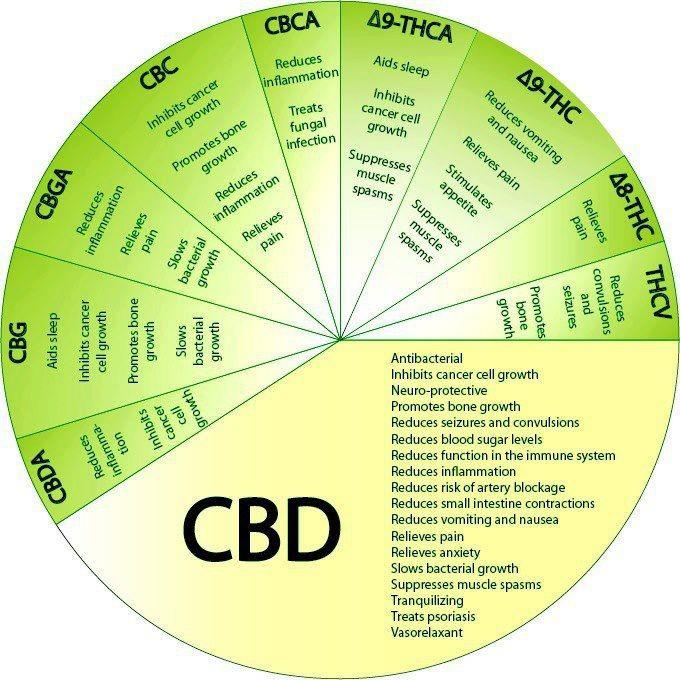 CBDA
Reduces
inflamma-
tion
Inhibits
cancer
cell
growth
CBG
Aids sleep
Inhibits cancer
cell growth
Promotes bone
growth
Slows
bacterial
growth
CBGA
Reduces
inflammation
Relieves
pain
Slows
bacterial
growth
CBC
Inhibits cancer
cell growth
Promotes bone
growth
Reduces
inflammation
Relieves
pain
CBCA
Reduces
inflammation
Treats
fungal
infection
Δ9-THCA
Aids sleep
Inhibits
cancer cell
growth
Suppresses
muscle
spasms
Δ9-THC
Reduces vomiting
and nausea
Relieves pain
Stimulates
appetite
Suppresses
muscle
spasms
Δ8-THC
Relieves
pain
THCV
Reduces
convulsions
and
seizures
Promotes
bone
growth
CBD
Antibacterial
Inhibits cancer cell growth
Neuro-protective
Promotes bone growth
Reduces seizures and convulsions
Reduces blood sugar levels
Reduces function in the immune system
Reduces inflammation
Reduces risk of artery blockage
Reduces small intestine contractions
Reduces vomiting and nausea
Relieves pain
Relieves anxiety
Slows bacterial growth
Suppresses muscle spasms
Tranquilizing
Treats psoriasis
Vasorelaxant